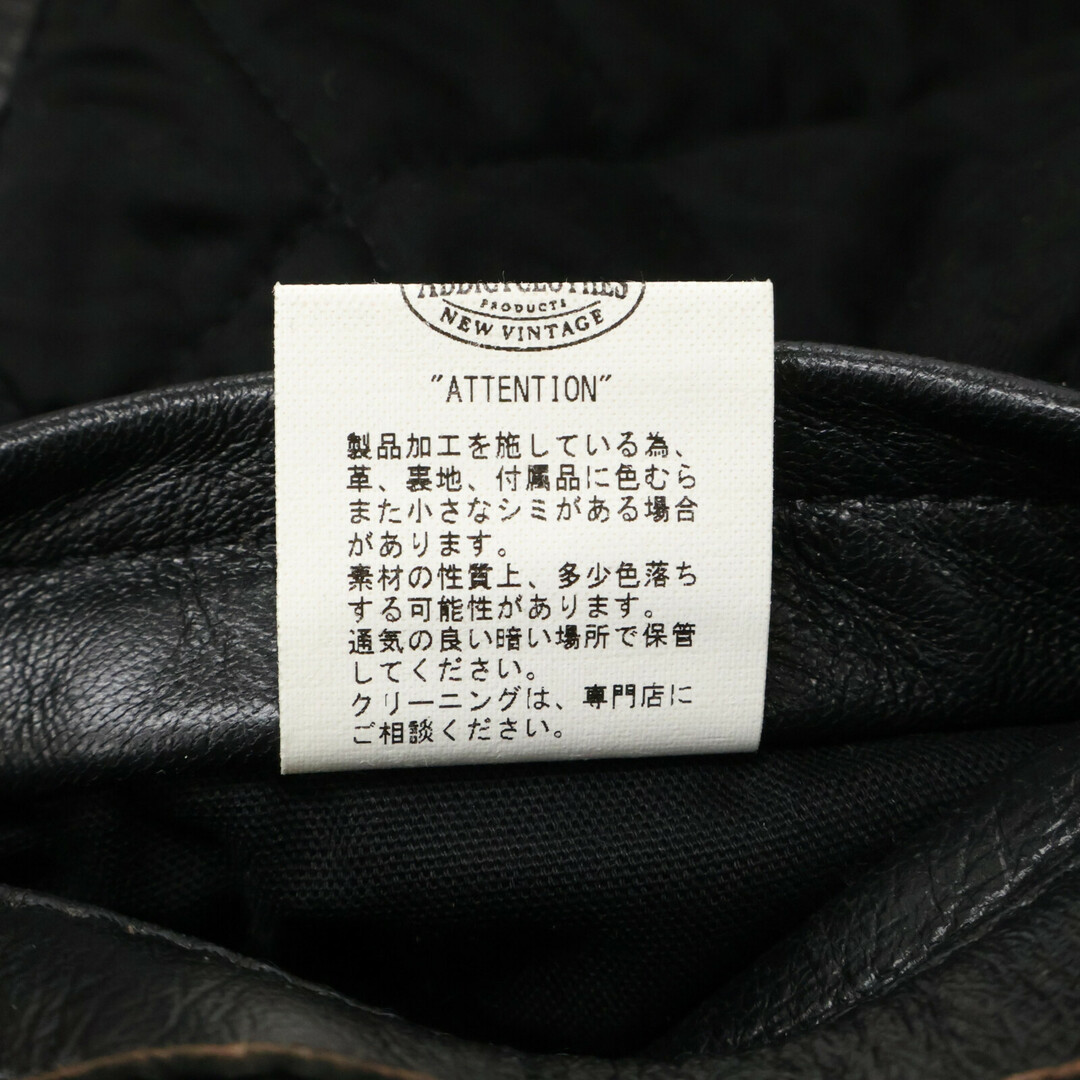 ADDICT CLOTHES
PRODUCTS
NEW VINTAGE
"ATTENTION"
製品加工を施している為、
革、裏地、付属品に色むら
また小さなシミがある場合
があります。
素材の性質上、多少色落ち
する可能性があります。
通気の良い暗い場所で保管
してください。
クリーニングは、専門店に
ご相談ください。